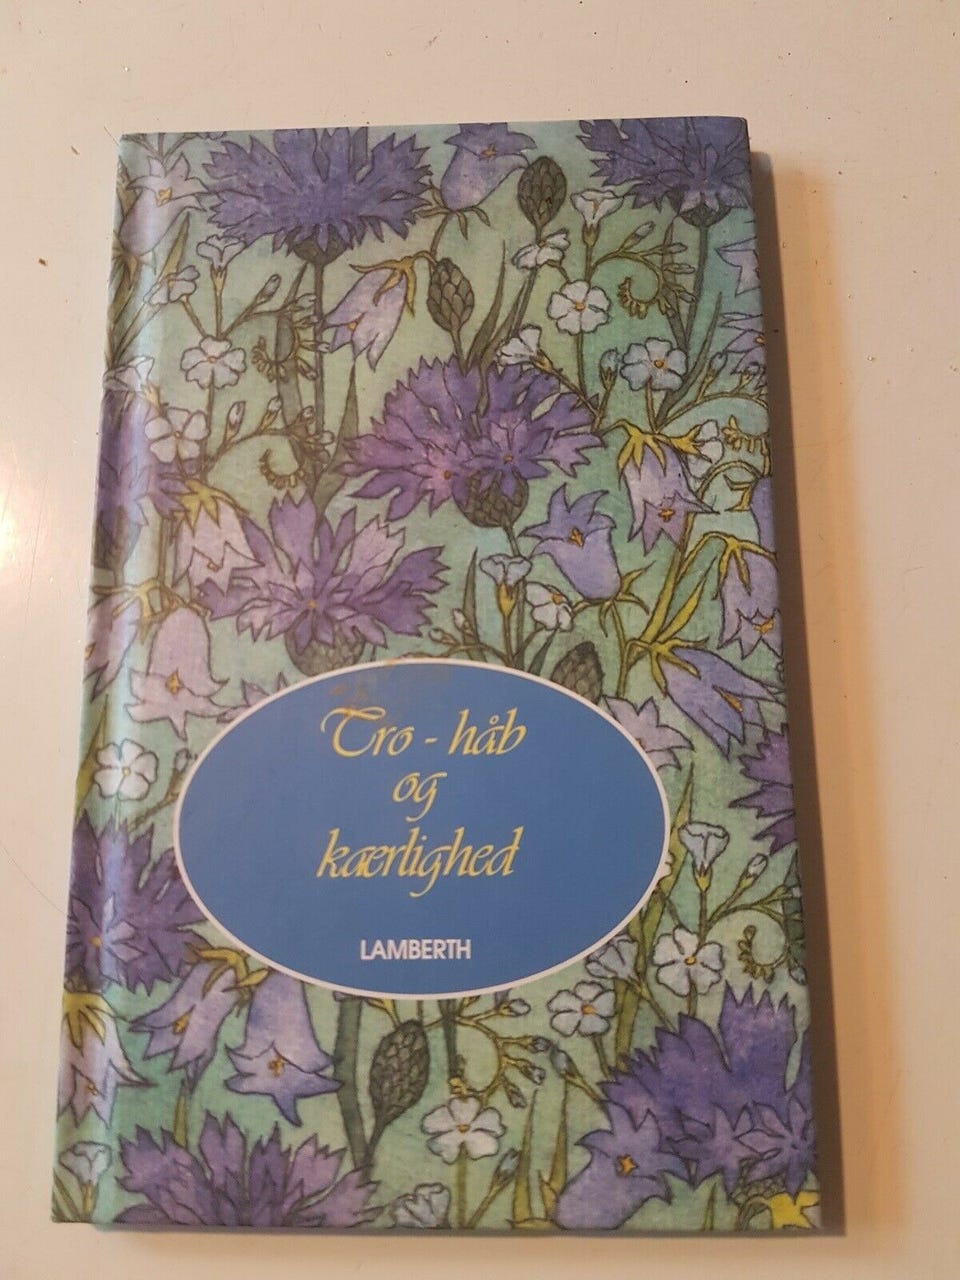 Tro - håb
og
kærlighed
LAMBERTH